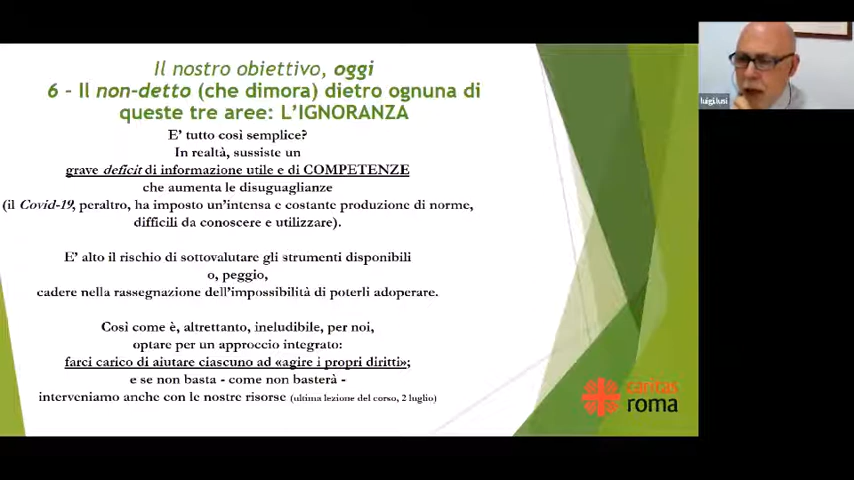 Il nostro obiettivo, oggi
6 - Il non-detto (che dimora) dietro ognuna di
queste tre aree: L'IGNORANZA
E' tutto così semplice?
In realtà, sussiste un
grave deficit di informazione utile e di COMPETENZE
che aumenta le disuguaglianze
(il Covid-19, peraltro, ha imposto un'intensa e costante produzione di norme,
difficili da conoscere e utilizzare).
E' alto il rischio di sottovalutare gli strumenti disponibili
o, peggio,
cadere nella rassegnazione dell'impossibilità di poterli adoperare.
Così come è, altrettanto, ineludibile, per noi,
optare per un approccio integrato:
farci carico di aiutare ciascuno ad «agire i propri diritti»;
e se non basta - come non basterà -
interveniamo anche con le nostre risorse (ultima lezione del corso, 2 luglio)
caritas
roma
luigi.lusi